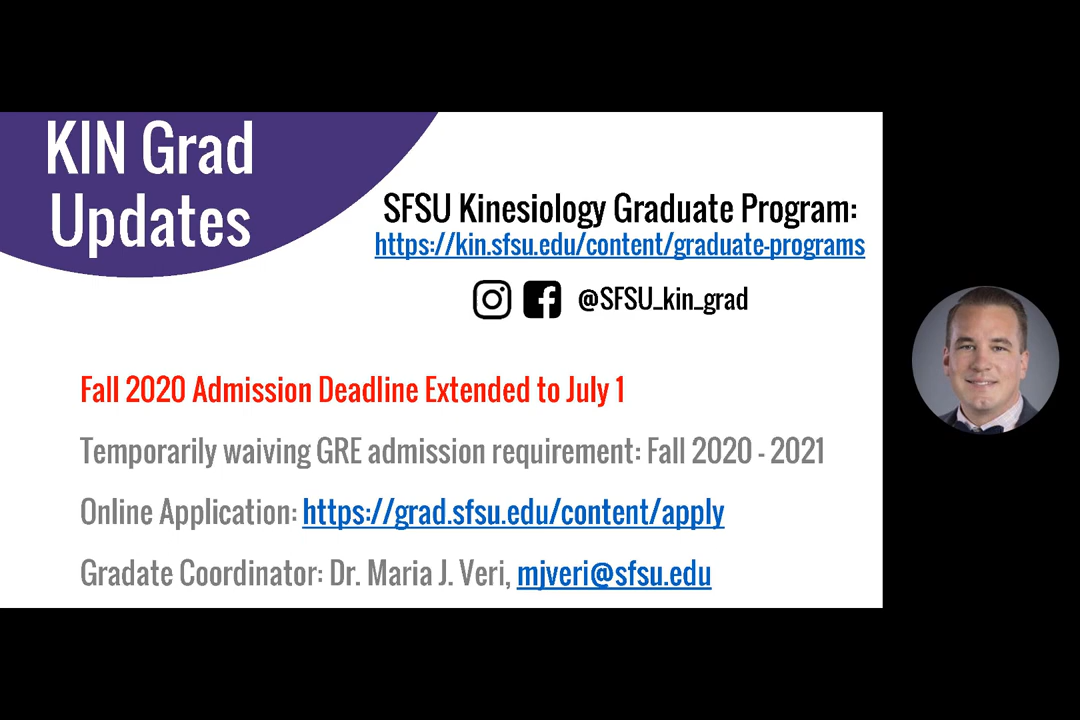 KIN Grad
Updates
SFSU Kinesiology Graduate Program:
https://kin.sfsu.edu/content/graduate-programs
@SFSU_kin_grad
Fall 2020 Admission Deadline Extended to July 1
Temporarily waiving GRE admission requirement: Fall 2020 - 2021
Online Application: https://grad.sfsu.edu/content/apply
Gradate Coordinator: Dr. Maria J. Veri, mjveri@sfsu.edu